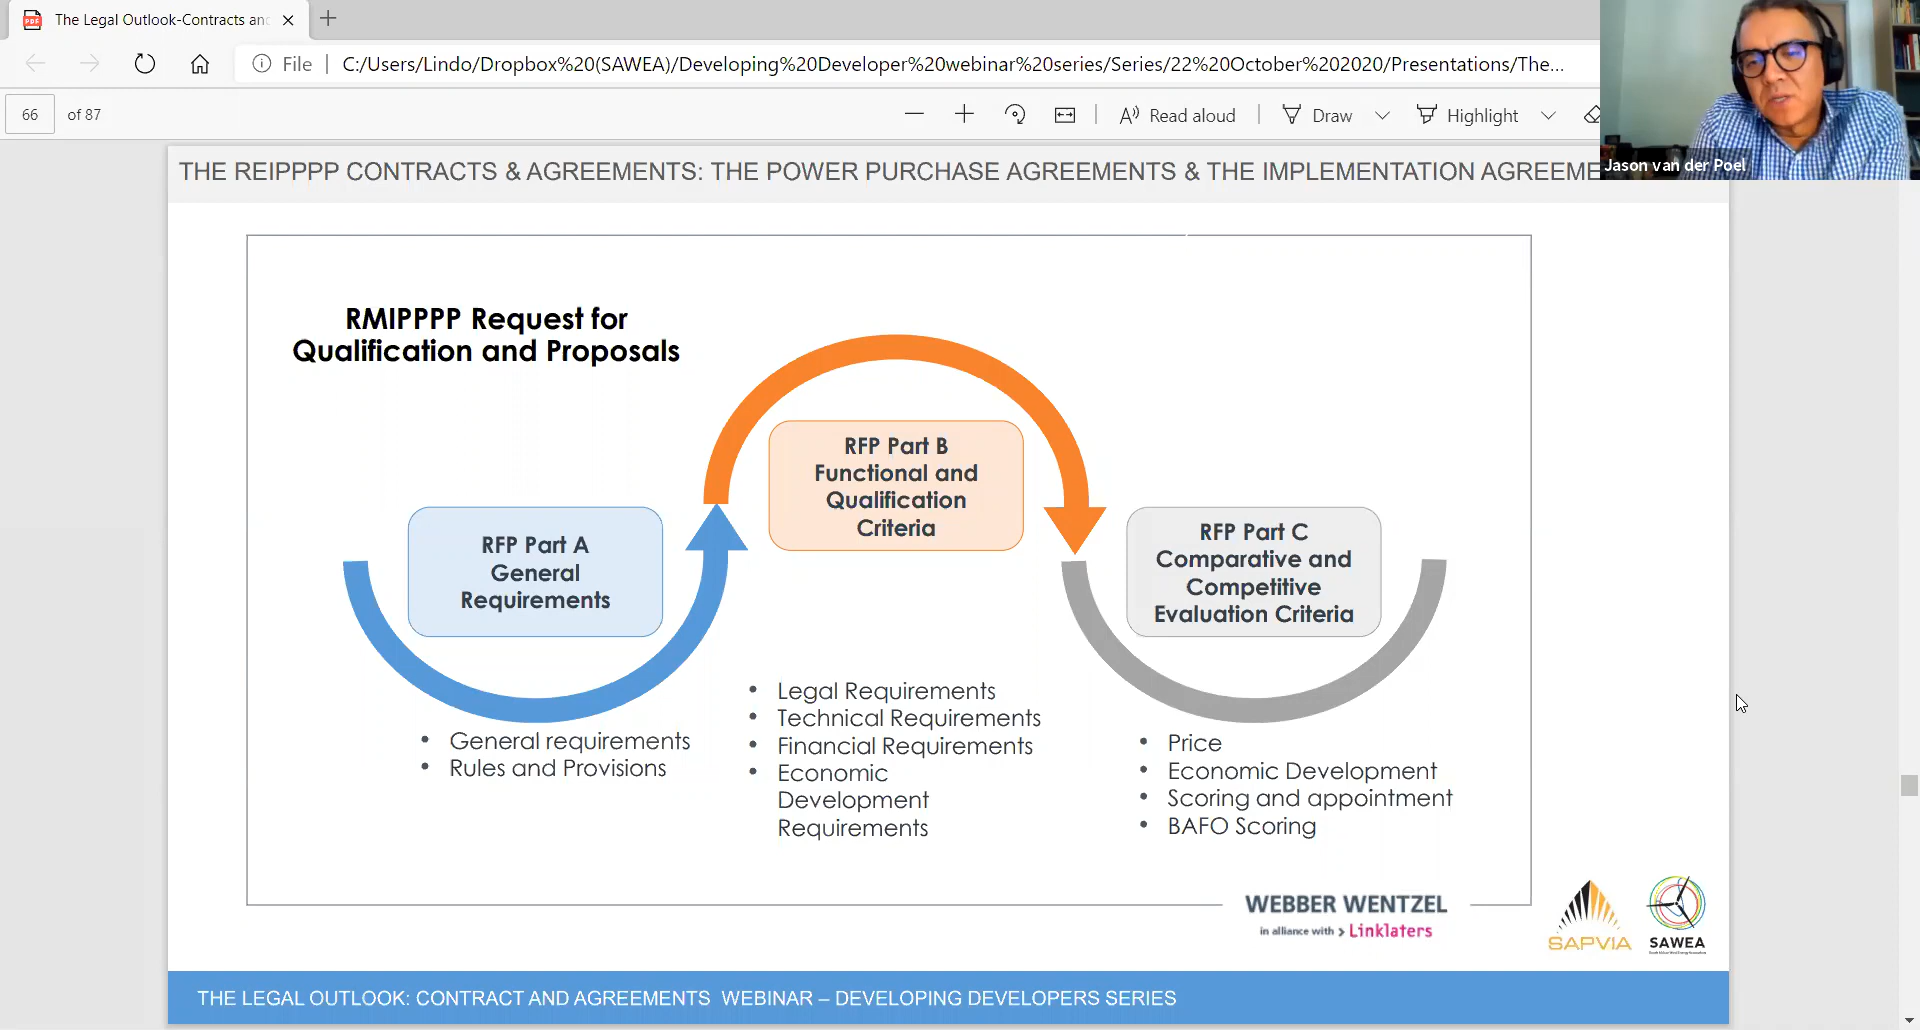 The Legal Outlook-Contracts an
File
C:/Users/Lindo/Dropbox%20(SAWEA)/Developing%20Developer%20webinar%20series/Series/22%20October%202020/Presentations/The...
66 of 87
Read aloud
Draw
Highlight
Jason van der Poel
THE REIPPPP CONTRACTS & AGREEMENTS: THE POWER PURCHASE AGREEMENTS & THE IMPLEMENTATION AGREEME
RMIPPPP Request for
Qualification and Proposals
RFP Part A
General
Requirements
• General requirements
• Rules and Provisions
RFP Part B
Functional and
Qualification
Criteria
• Legal Requirements
• Technical Requirements
• Financial Requirements
• Economic
Development
Requirements
RFP Part C
Comparative and
Competitive
Evaluation Criteria
• Price
• Economic Development
• Scoring and appointment
• BAFO Scoring
WEBBER WENTZEL
in alliance with > Linklaters
SAPVIA
SAWEA
THE LEGAL OUTLOOK: CONTRACT AND AGREEMENTS WEBINAR – DEVELOPING DEVELOPERS SERIES